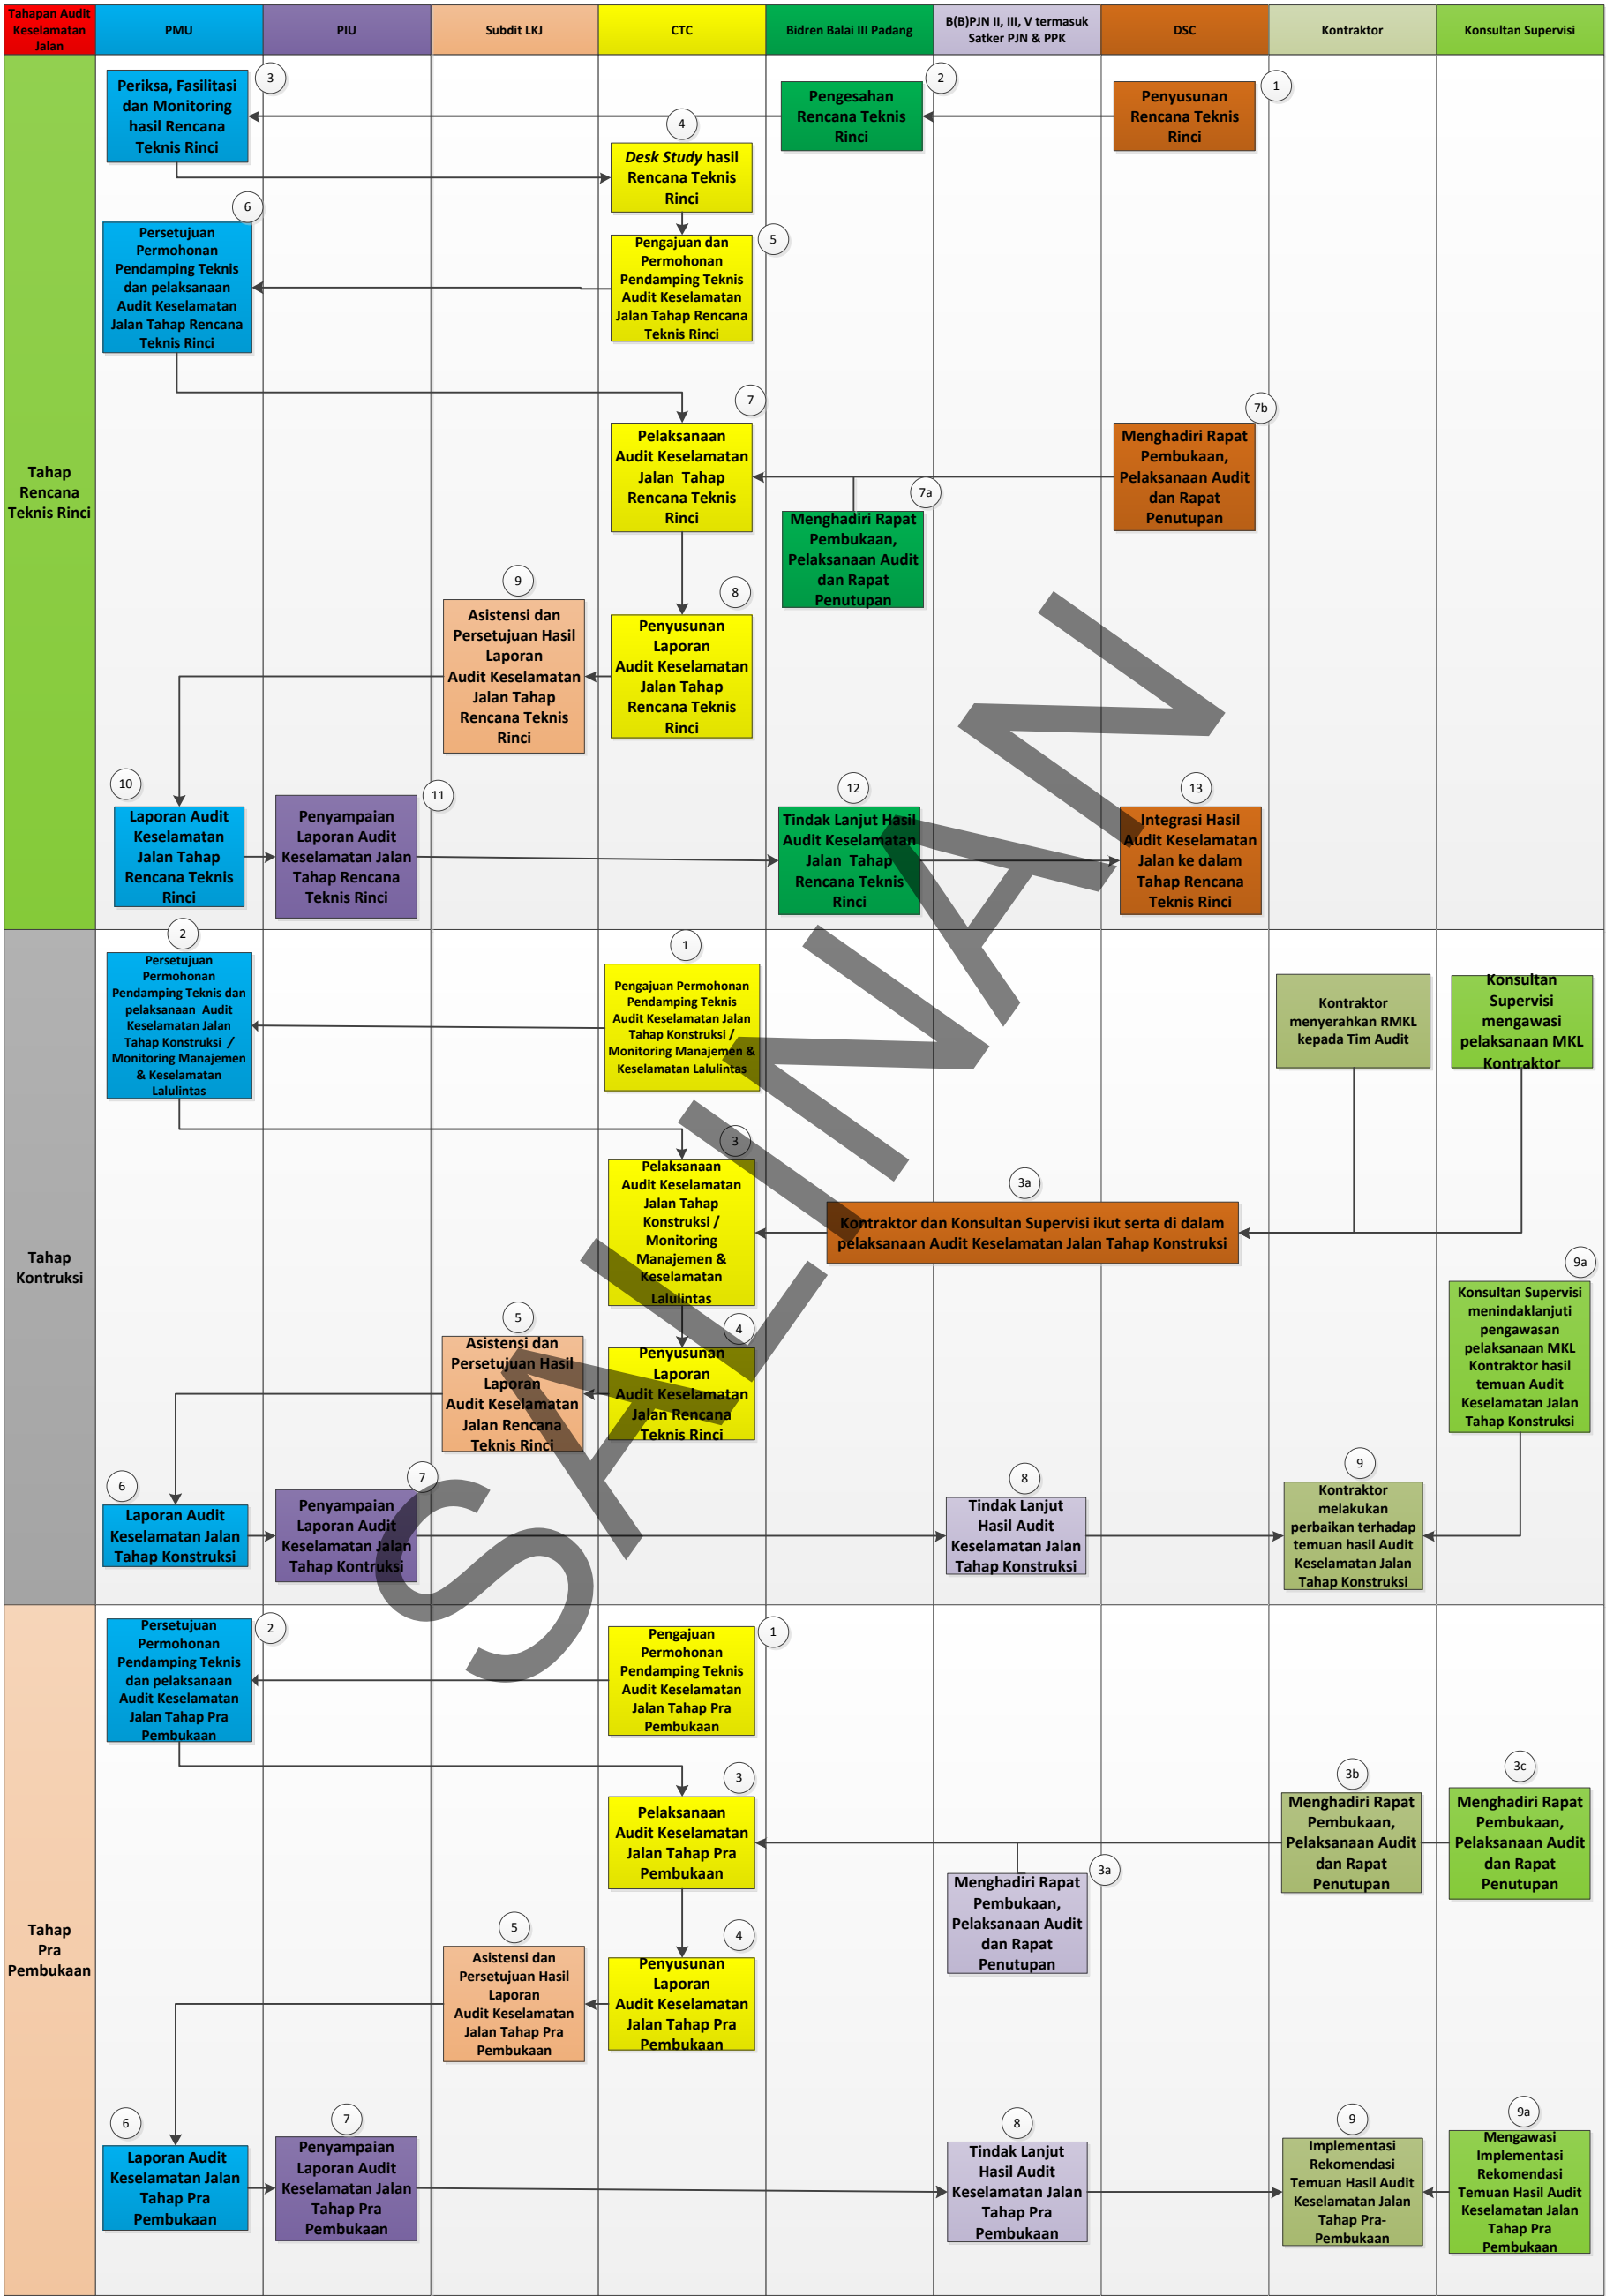 Tahapan Audit
Keselamatan
Jalan
PMU
PIU
Subdit LKJ
CTC
Bidren Balai III Padang
B(B)PJN II, III, V termasuk
Satker PJN & PPK
DSC
Kontraktor
Konsultan Supervisi
Tahap
Rencana
Teknis Rinci
3
Periksa, Fasilitasi
dan Monitoring
hasil Rencana
Teknis Rinci
2
Pengesahan
Rencana Teknis
Rinci
1
Penyusunan
Rencana Teknis
Rinci
4
Desk Study hasil
Rencana Teknis
Rinci
6
Persetujuan
Permohonan
Pendamping Teknis
dan pelaksanaan
Audit Keselamatan
Jalan Tahap Rencana
Teknis Rinci
5
Pengajuan dan
Permohonan
Pendamping Teknis
Audit Keselamatan
Jalan Tahap Rencana
Teknis Rinci
7
Pelaksanaan
Audit Keselamatan
Jalan Tahap
Rencana Teknis
Rinci
7a
Menghadiri Rapat
Pembukaan,
Pelaksanaan Audit
dan Rapat
Penutupan
7b
Menghadiri Rapat
Pembukaan,
Pelaksanaan Audit
dan Rapat
Penutupan
9
Asistensi dan
Persetujuan Hasil
Laporan
Audit Keselamatan
Jalan Tahap
Rencana Teknis
Rinci
8
Penyusunan
Laporan
Audit Keselamatan
Jalan Tahap
Rencana Teknis
Rinci
10
Laporan Audit
Keselamatan
Jalan Tahap
Rencana Teknis
Rinci
11
Penyampaian
Laporan Audit
Keselamatan Jalan
Tahap Rencana
Teknis Rinci
12
Tindak Lanjut Hasil
Audit Keselamatan
Jalan Tahap
Rencana Teknis
Rinci
13
Integrasi Hasil
Audit Keselamatan
Jalan ke dalam
Tahap Rencana
Teknis Rinci
Tahap
Kontruksi
2
Persetujuan
Permohonan
Pendamping Teknis dan
pelaksanaan Audit
Keselamatan Jalan
Tahap Konstruksi /
Monitoring Manajemen
& Keselamatan
Lalulintas
1
Pengajuan Permohonan
Pendamping Teknis
Audit Keselamatan Jalan
Tahap Konstruksi /
Monitoring Manajemen &
Keselamatan Lalulintas
Kontraktor
menyerahkan RMKL
kepada Tim Audit
Konsultan
Supervisi
mengawasi
pelaksanaan MKL
Kontraktor
3
Pelaksanaan
Audit Keselamatan
Jalan Tahap
Konstruksi /
Monitoring
Manajemen &
Keselamatan
Lalulintas
3a
Kontraktor dan Konsultan Supervisi ikut serta di dalam
pelaksanaan Audit Keselamatan Jalan Tahap Konstruksi
9a
Konsultan Supervisi
menindaklanjuti
pengawasan
pelaksanaan MKL
Kontraktor hasil
temuan Audit
Keselamatan Jalan
Tahap Konstruksi
5
Asistensi dan
Persetujuan Hasil
Laporan
Audit Keselamatan
Jalan Rencana
Teknis Rinci
4
Penyusunan
Laporan
Audit Keselamatan
Jalan Rencana
Teknis Rinci
6
Laporan Audit
Keselamatan Jalan
Tahap Konstruksi
7
Penyampaian
Laporan Audit
Keselamatan Jalan
Tahap Kontruksi
8
Tindak Lanjut
Hasil Audit
Keselamatan Jalan
Tahap Konstruksi
9
Kontraktor
melakukan
perbaikan terhadap
temuan hasil Audit
Keselamatan Jalan
Tahap Konstruksi
Tahap
Pra
Pembukaan
2
Persetujuan
Permohonan
Pendamping Teknis
dan pelaksanaan
Audit Keselamatan
Jalan Tahap Pra
Pembukaan
1
Pengajuan
Permohonan
Pendamping Teknis
Audit Keselamatan
Jalan Tahap Pra
Pembukaan
3
Pelaksanaan
Audit Keselamatan
Jalan Tahap Pra
Pembukaan
3a
Menghadiri Rapat
Pembukaan,
Pelaksanaan Audit
dan Rapat
Penutupan
3b
Menghadiri Rapat
Pembukaan,
Pelaksanaan Audit
dan Rapat
Penutupan
3c
Menghadiri Rapat
Pembukaan,
Pelaksanaan Audit
dan Rapat
Penutupan
5
Asistensi dan
Persetujuan Hasil
Laporan
Audit Keselamatan
Jalan Tahap Pra
Pembukaan
4
Penyusunan
Laporan
Audit Keselamatan
Jalan Tahap Pra
Pembukaan
6
Laporan Audit
Keselamatan Jalan
Tahap Pra
Pembukaan
7
Penyampaian
Laporan Audit
Keselamatan Jalan
Tahap Pra
Pembukaan
8
Tindak Lanjut
Hasil Audit
Keselamatan Jalan
Tahap Pra
Pembukaan
9
Implementasi
Rekomendasi
Temuan Hasil Audit
Keselamatan Jalan
Tahap Pra-
Pembukaan
9a
Mengawasi
Implementasi
Rekomendasi
Temuan Hasil Audit
Keselamatan Jalan
Tahap Pra
Pembukaan
SALINAN